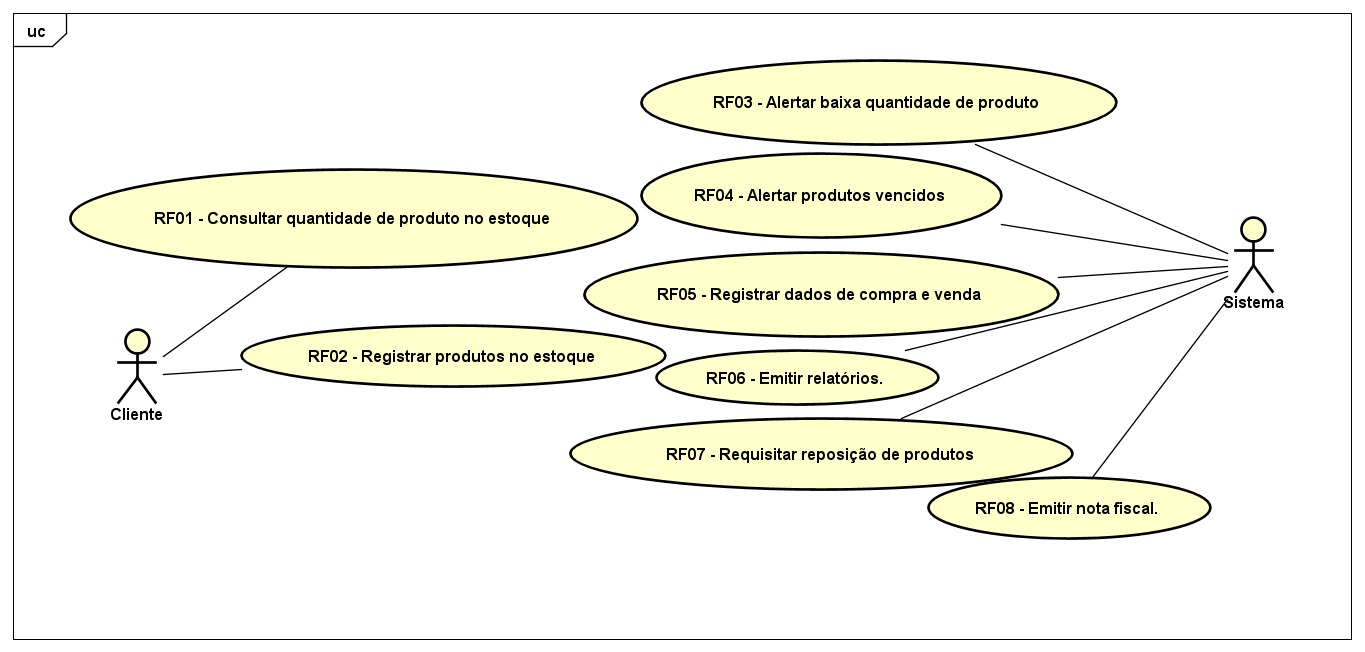 uc
RF03 - Alertar baixa quantidade de produto
RF04 - Alertar produtos vencidos
RF01 - Consultar quantidade de produto no estoque
RF05 - Registrar dados de compra e venda
Sistema
RF02 - Registrar produtos no estoque
RF06 - Emitir relatórios.
Cliente
RF07 - Requisitar reposição de produtos
RF08 - Emitir nota fiscal.